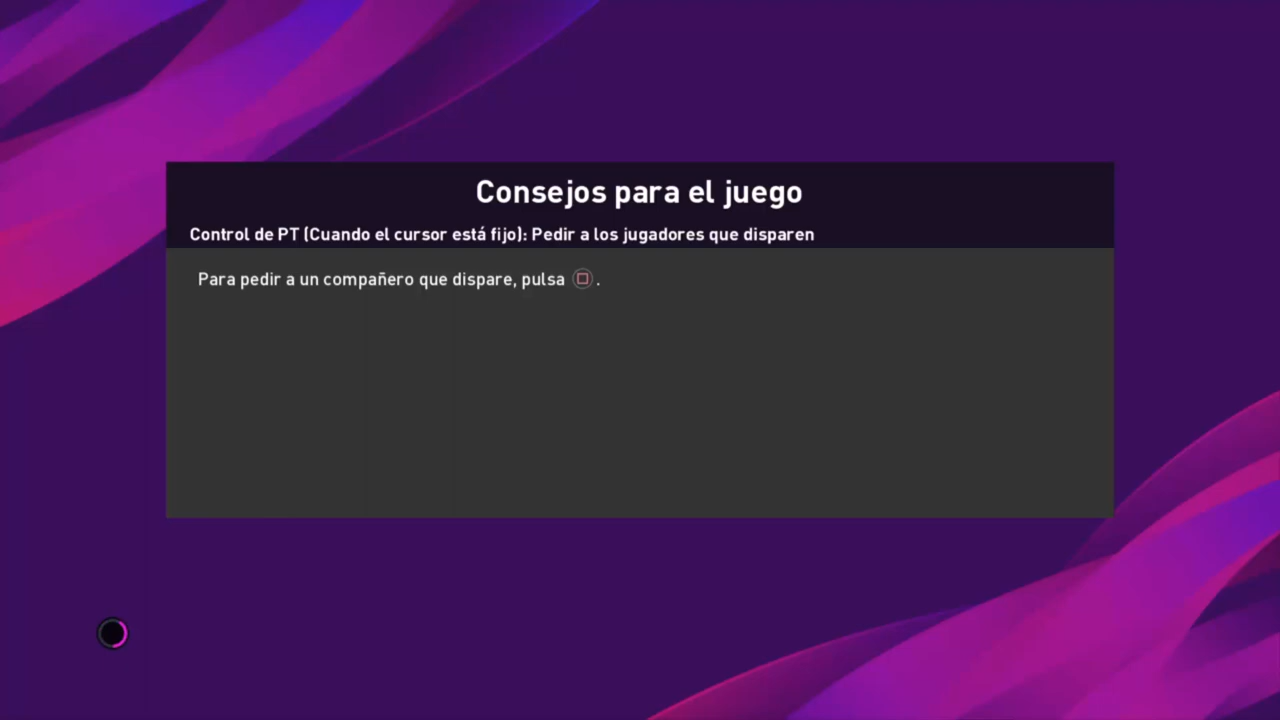 Consejos para el juego
Control de PT (Cuando el cursor está fijo): Pedir a los jugadores que disparen
Para pedir a un compañero que dispare, pulsa .